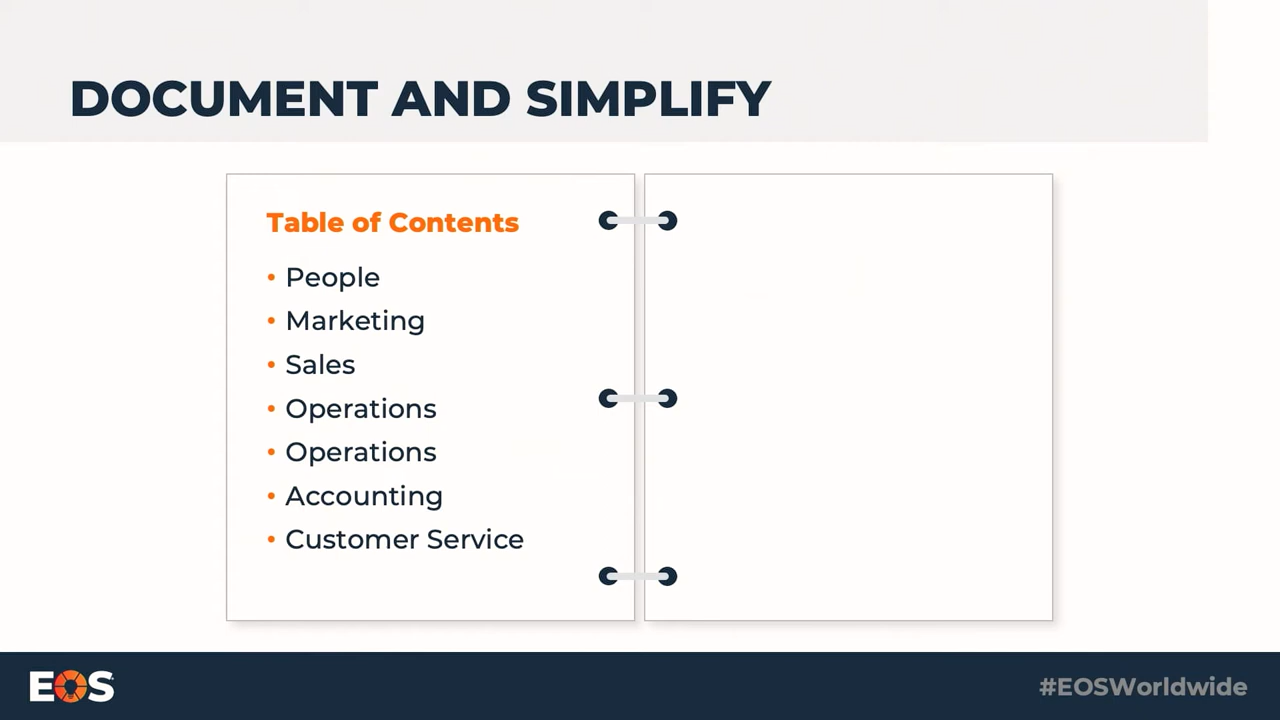 DOCUMENT AND SIMPLIFY
Table of Contents
• People
• Marketing
• Sales
• Operations
• Operations
• Accounting
• Customer Service
EOS
#EOSWorldwide